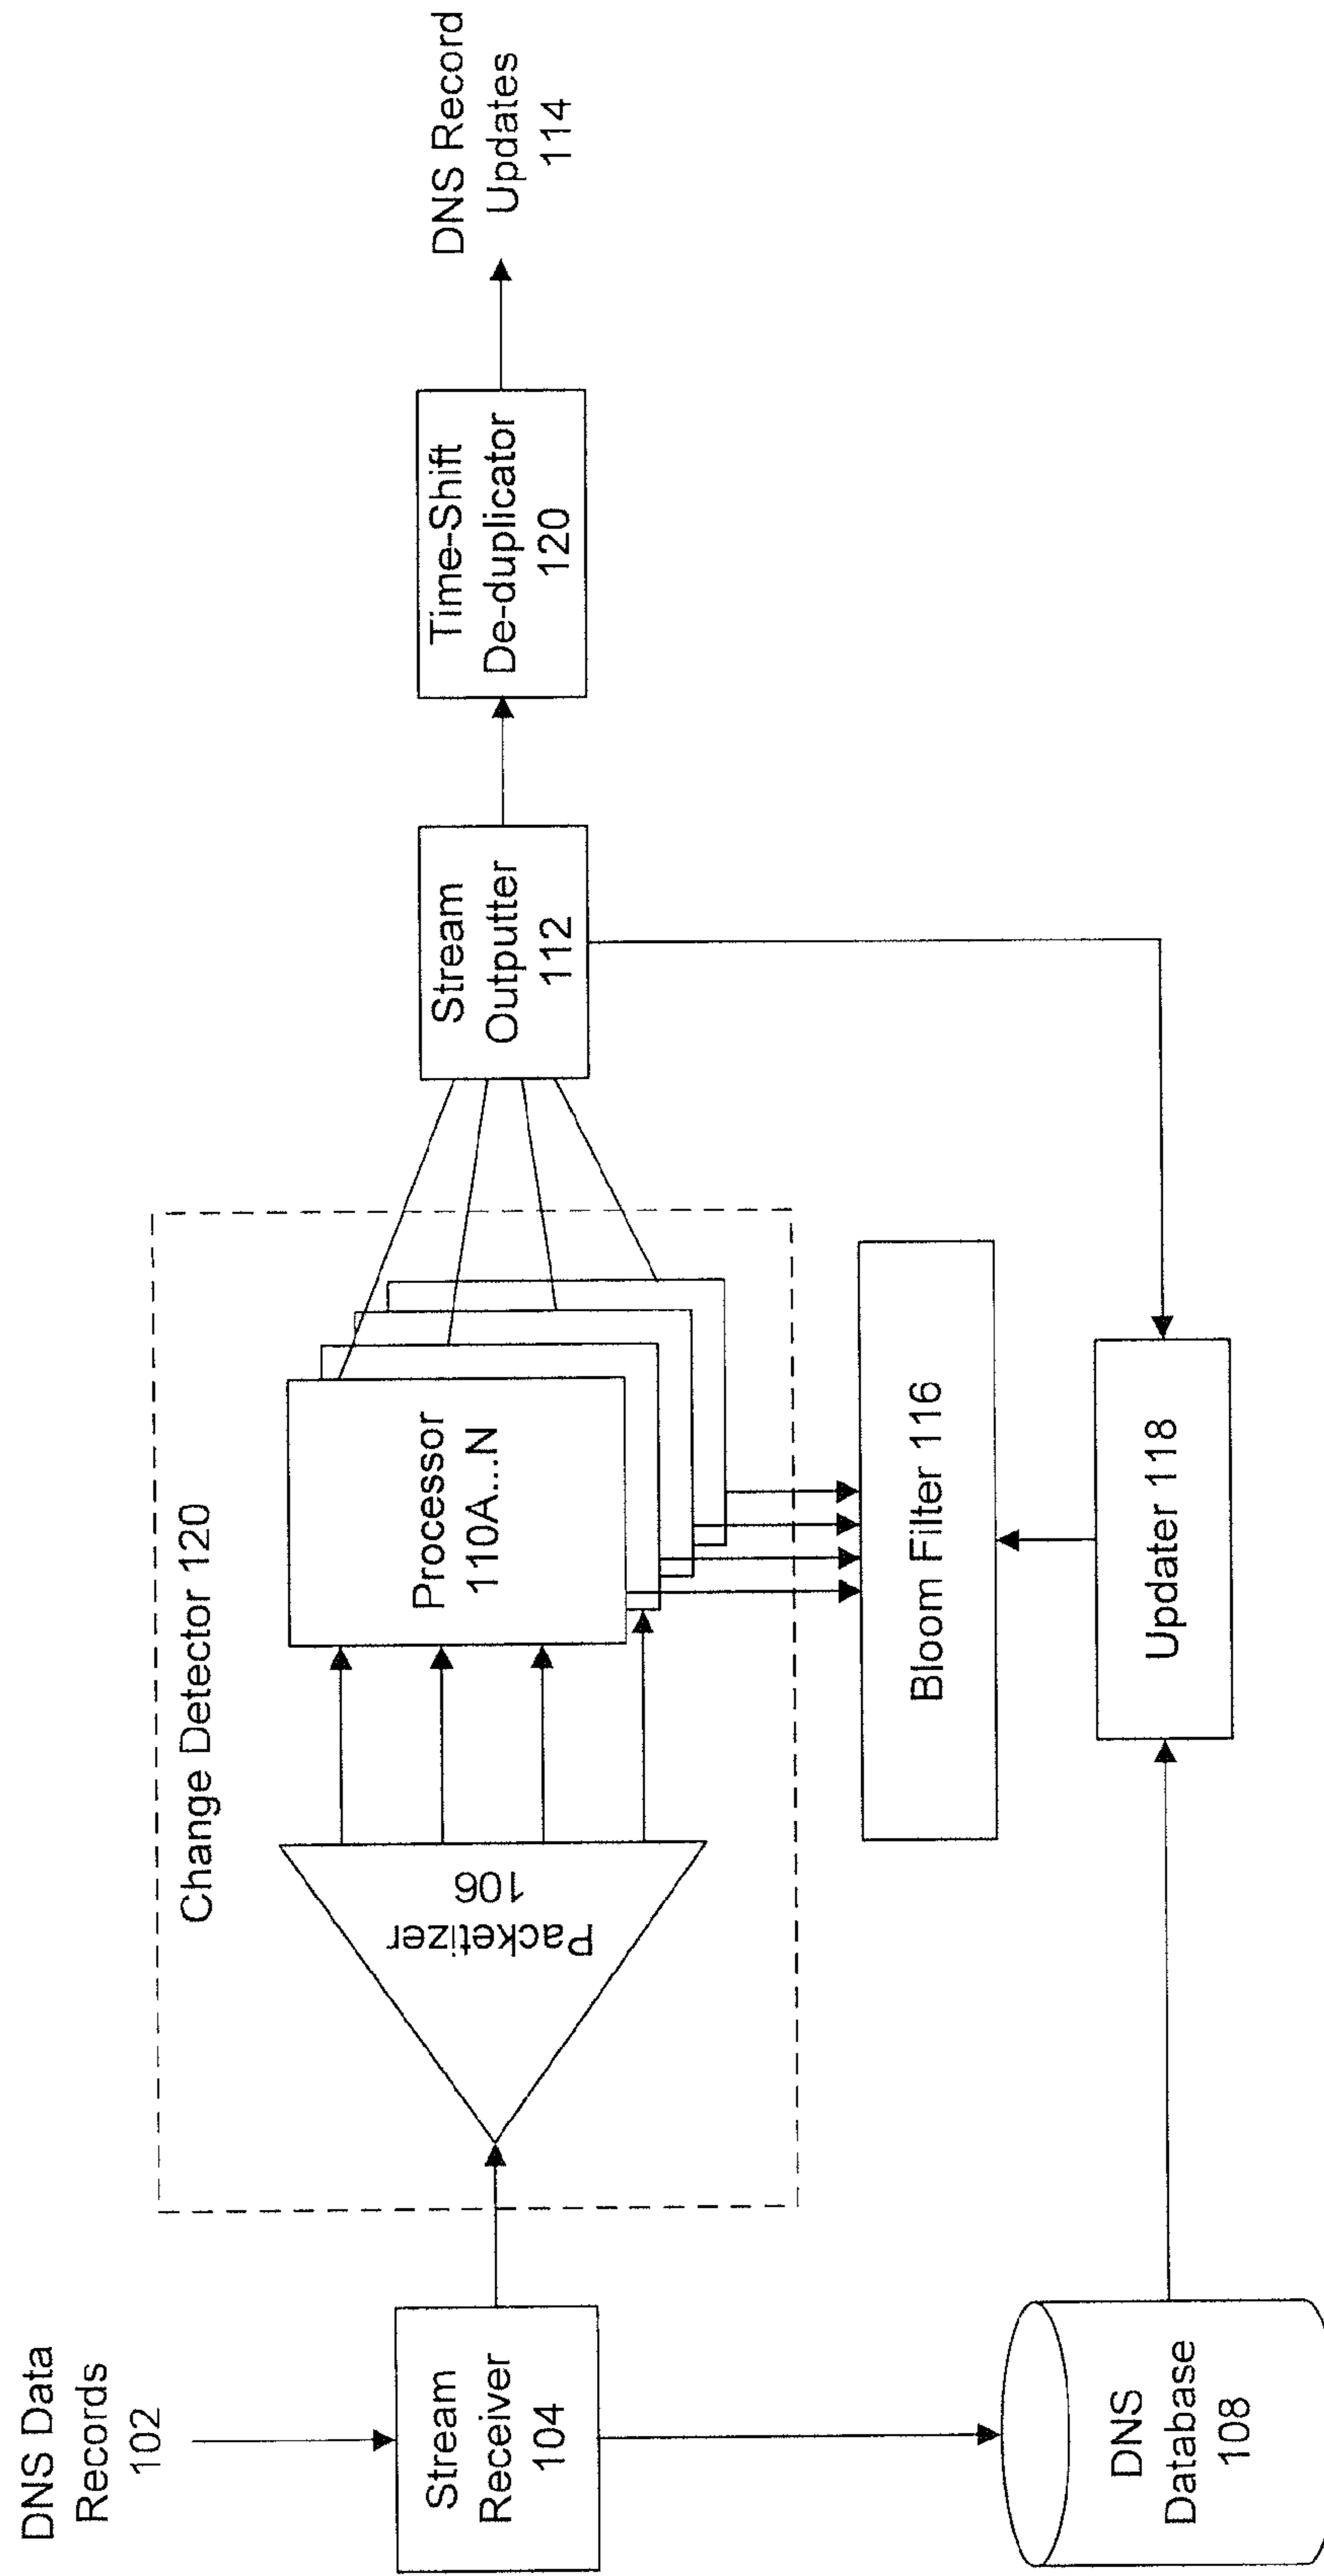 DNS Data
Records
102
Stream
Receiver
104
DNS
Database
108
Change Detector 120
Packetizer
106
Processor
110A...N
Bloom Filter 116
Updater 118
Stream
Outputter
112
Time-Shift
De-duplicator
120
DNS Record
Updates
114